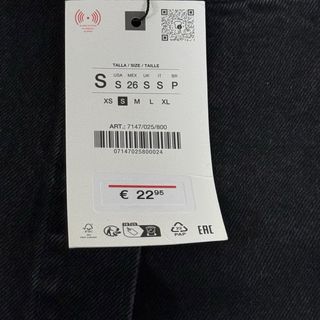 TALLA / SIZE / TAILLE
USA MEX UK IT BR
S S 26 S S P
XS S M L XL
ART.: 7147/025/800
07147025800024
€ 22 95
PAP EAC